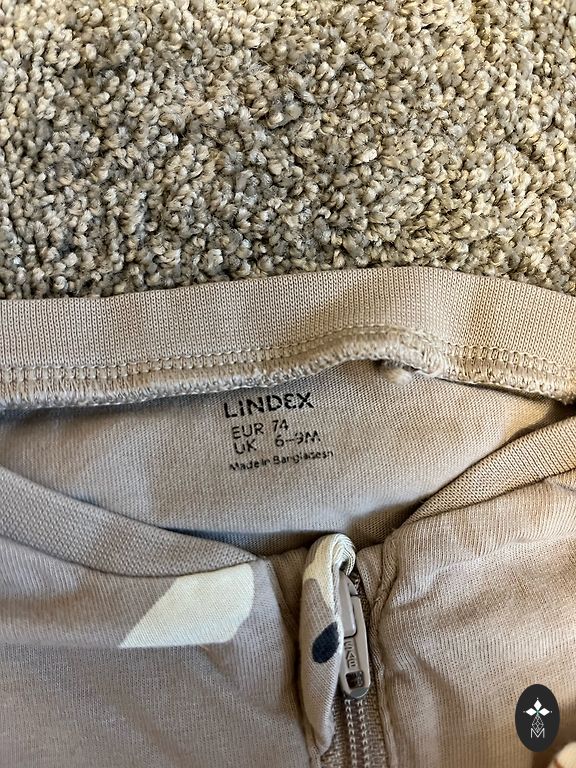 LINDEX
EUR 74
UK 6-9M
Made in Bangladesh
M